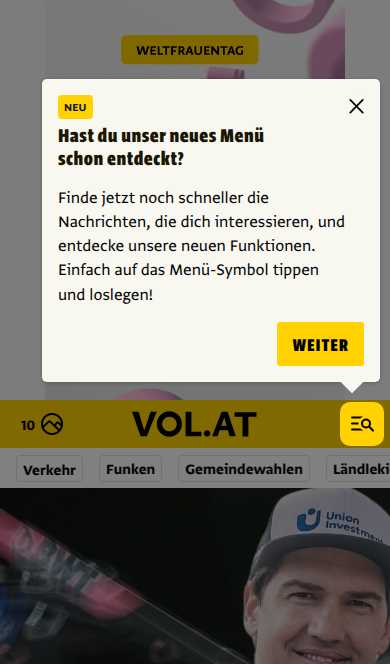 WELTFRAUENTAG
NEU
Hast du unser neues Menü
schon entdeckt?
Finde jetzt noch schneller die
Nachrichten, die dich interessieren, und
entdecke unsere neuen Funktionen.
Einfach auf das Menü-Symbol tippen
und loslegen!
WEITER
10
VOL.AT
Verkehr
Funken
Gemeindewahlen
Union
Investment